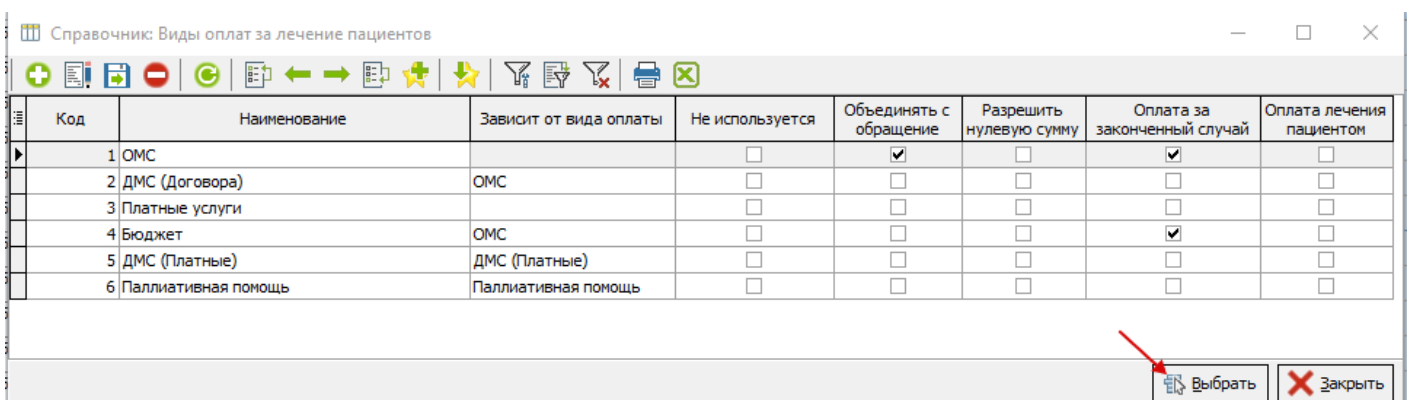 Справочник: Виды оплат за лечение пациентов
Код Наименование Зависит от вида оплаты Не используется Объединять с обращение Разрешить нулевую сумму Оплата за законченный случай Оплата лечения пациентом
1 ОМС
2 ДМС (Договора) ОМС
3 Платные услуги
4 Бюджет ОМС
5 ДМС (Платные) ДМС (Платные)
6 Паллиативная помощь Паллиативная помощь
Выбрать Закрыть